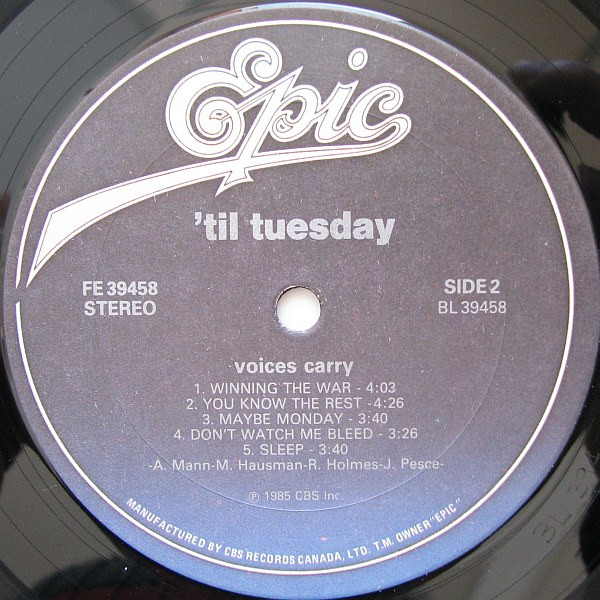 Epic
'til tuesday
FE 39458
STEREO
SIDE 2
BL 39458
voices carry
1. WINNING THE WAR - 4:03
2. YOU KNOW THE REST -4:26
3. MAYBE MONDAY - 3:40
4. DON'T WATCH ME BLEED - 3:26
5. SLEEP - 3:40
-A. Mann-M. Hausman-R. Holmes-J. Pesce-
℗ 1985 CBS Inc.
MANUFACTURED BY CBS RECORDS CANADA, LTD. T.M. OWNER "EPIC"